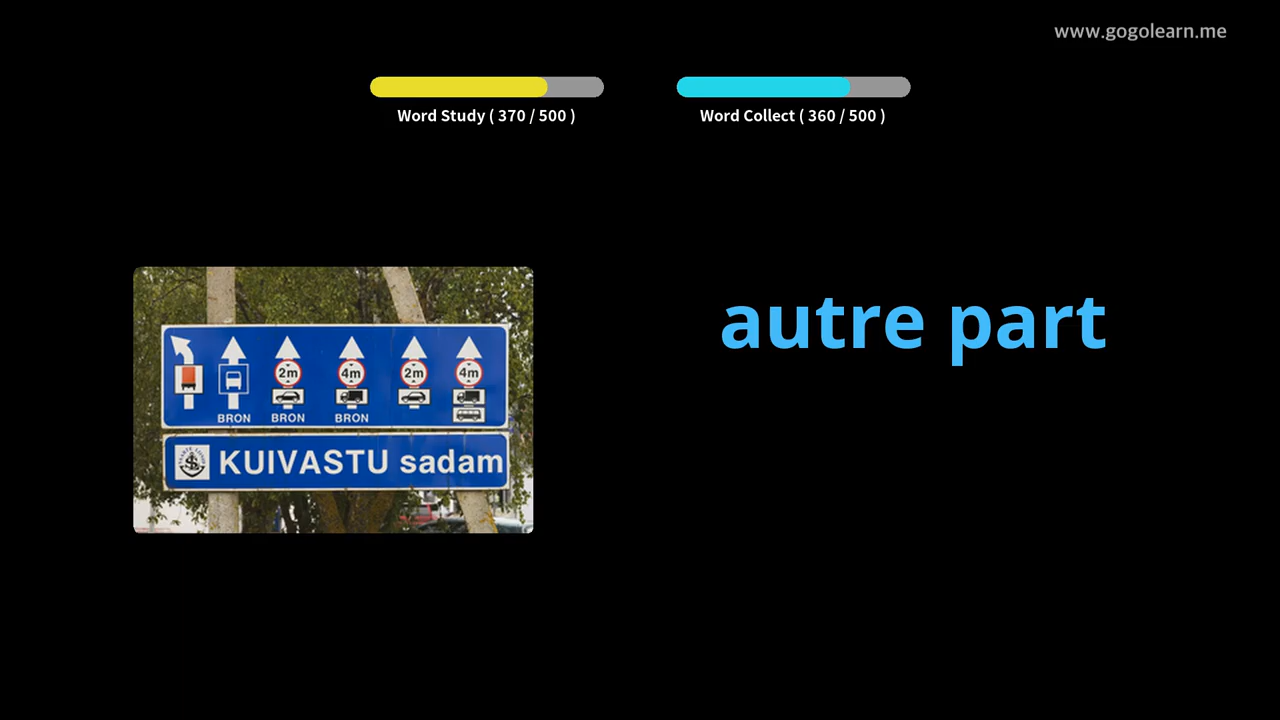 www.gogolearn.me
Word Study ( 370 / 500 )
Word Collect ( 360 / 500 )
autre part
2m 4m 2m 4m
BRON BRON BRON
KUIVASTU sadam